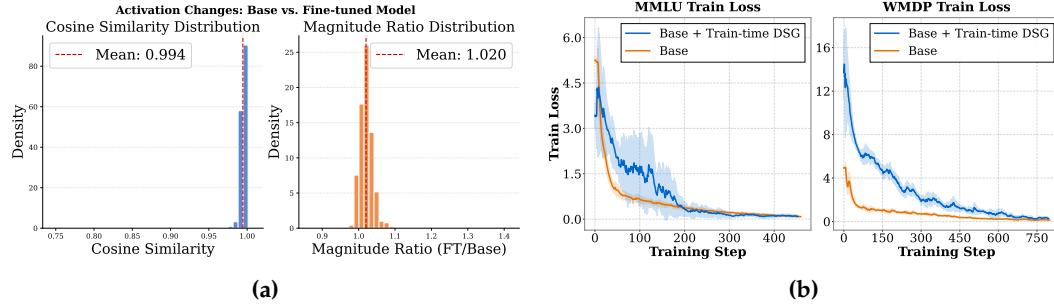 Activation Changes: Base vs. Fine-tuned Model
Cosine Similarity Distribution
Mean: 0.994
Density
80
60
40
20
0
0.75
0.80
0.85
0.90
0.95
1.00
Cosine Similarity
Magnitude Ratio Distribution
Mean: 1.020
Density
25
20
15
10
5
0
0.9
1.0
1.1
1.2
1.3
1.4
Magnitude Ratio (FT/Base)
(a)
MMLU Train Loss
Base + Train-time DSG
Base
Train Loss
6.0
4.5
3.0
1.5
0.0
0
100
200
300
400
Training Step
WMDP Train Loss
Base + Train-time DSG
Base
16
12
8
4
0
0
150
300
450
600
750
Training Step
(b)